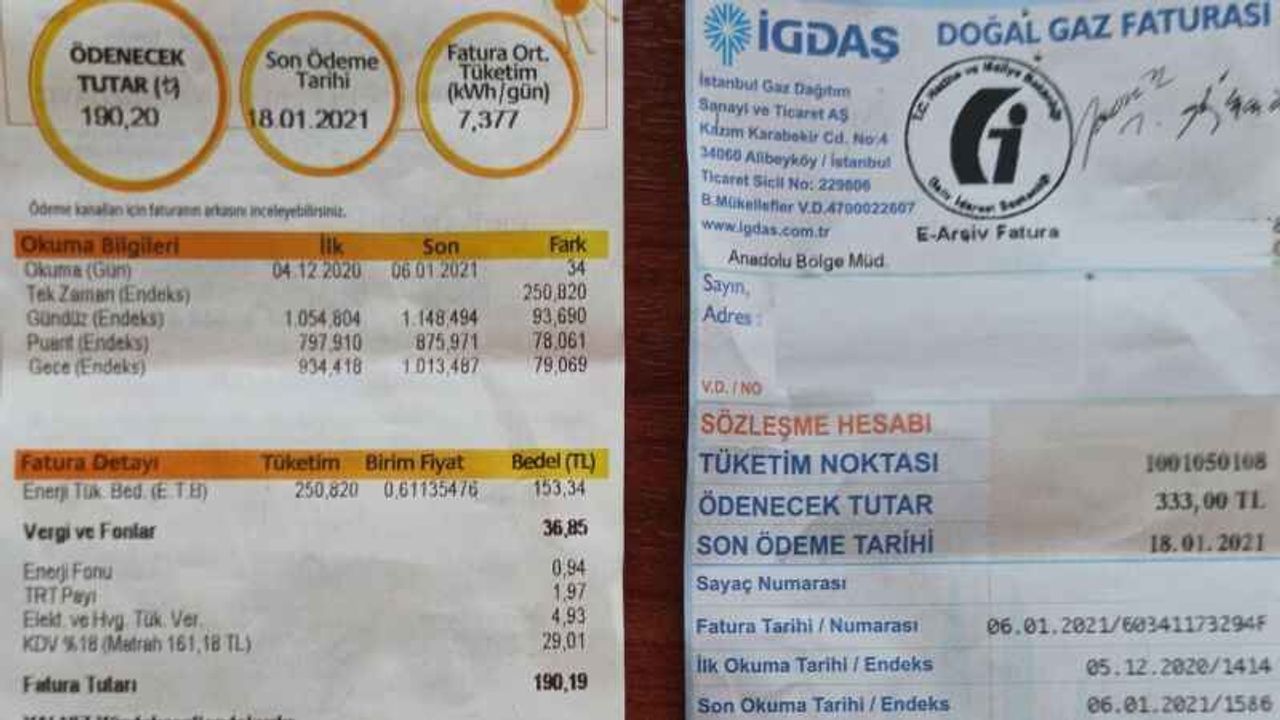 ÖDENECEK
TUTAR (₺)
190,20
Son Ödeme
Tarihi
18.01.2021
Fatura Ort.
Tüketim
(kWh/gün)
7,377
Ödeme kanalları için faturanın arkasını inceleyebilirsiniz.
Okuma Bilgileri İlk Son Fark
Okuma (Gün) 04.12.2020 06.01.2021 34
Tek Zaman (Endeks) 250,820
Gündüz (Endeks) 1.054,804 1.148,494 93,690
Puant (Endeks) 797,910 875,971 78,061
Gece (Endeks) 934,418 1.013,487 79,069
Fatura Detayı Tüketim Birim Fiyat Bedel (TL)
Enerji Tük. Bed. (E.T.B) 250,820 0,61135476 153,34
Vergi ve Fonlar 36,85
Enerji Fonu 0,94
TRT Payı 1,97
Elekt. ve Hvg. Tük. Ver. 4,93
KDV %18 (Matrah 161,18 TL) 29,01
Fatura Tutarı 190,19
İGDAŞ DOĞAL GAZ FATURASI
İstanbul Gaz Dağıtım
Sanayi ve Ticaret AŞ
Kazım Karabekir Cd. No:4
34060 Alibeyköy / İstanbul
Ticaret Sicil No: 229606
B.Mükellefler V.D.4700022607
www.igdas.com.tr
Anadolu Bölge Müd.
T.C. Hazine ve Maliye Bakanlığı
Gelir İdaresi Başkanlığı
E-Arşiv Fatura
Sayın,
Adres :
V.D. / NO
SÖZLEŞME HESABI
TÜKETİM NOKTASI 1001050108
ÖDENECEK TUTAR 333,00 TL
SON ÖDEME TARİHİ 18.01.2021
Sayaç Numarası
Fatura Tarihi / Numarası 06.01.2021/60341173294F
İlk Okuma Tarihi / Endeks 05.12.2020/1414
Son Okuma Tarihi / Endeks 06.01.2021/1586